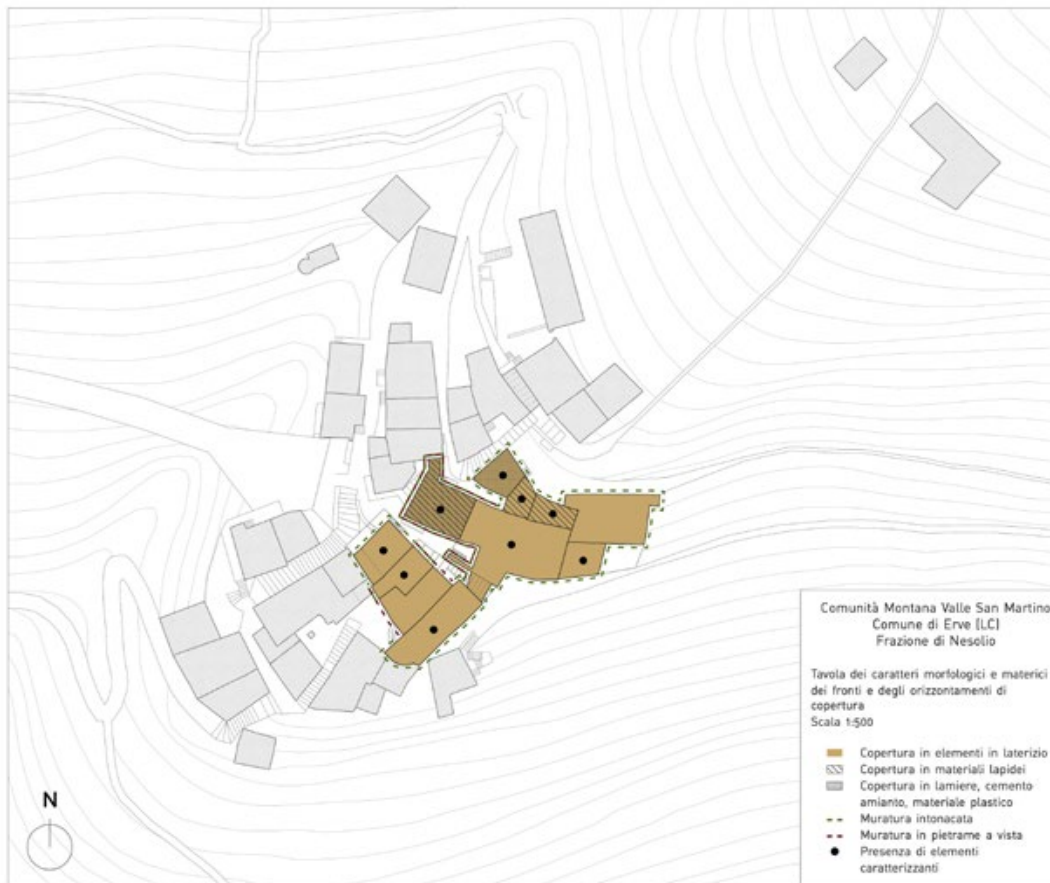 Comunità Montana Valle San Martino
Comune di Erve (LC)
Frazione di Nesolio
Tavola dei caratteri morfologici e materici
dei fronti e degli orizzontamenti di
copertura
Scala 1:500
Copertura in elementi in laterizio
Copertura in materiali lapidei
Copertura in lamiere, cemento
amianto, materiale plastico
Muratura intonacata
Muratura in pietrame a vista
Presenza di elementi
caratterizzanti
N